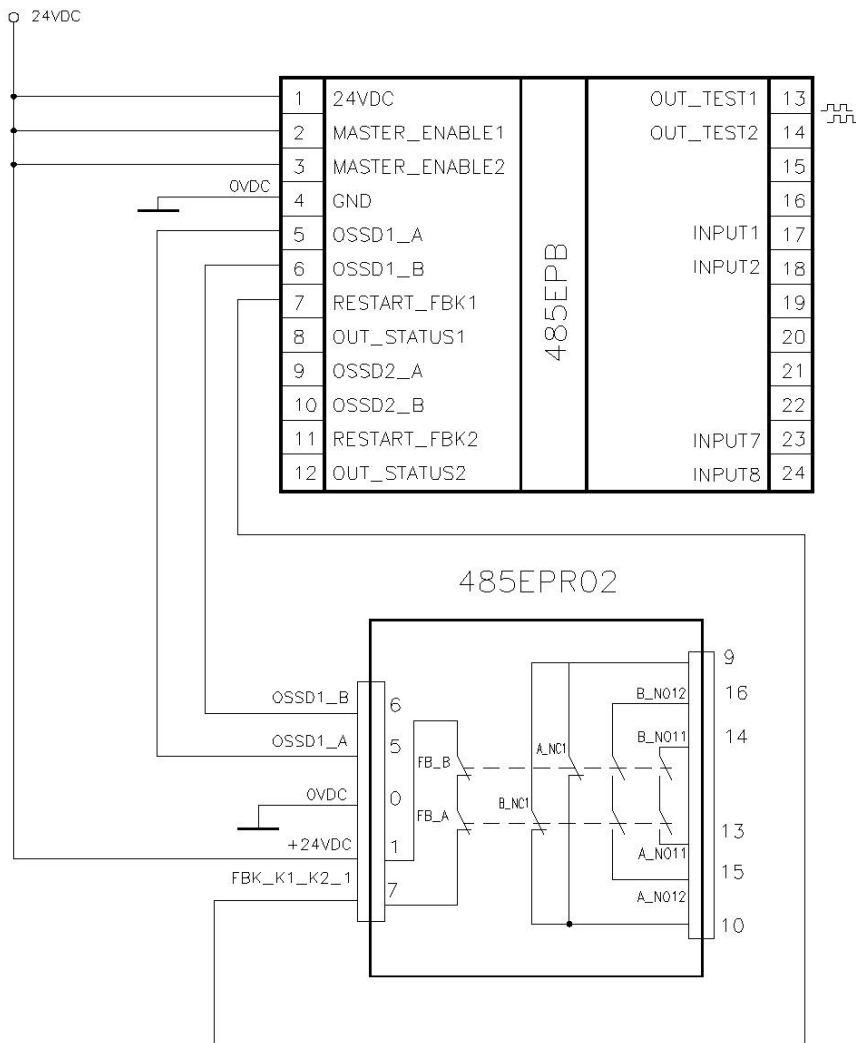 24VDC
1 24VDC OUT_TEST1 13
2 MASTER_ENABLE1 OUT_TEST2 14
3 MASTER_ENABLE2 15
0VDC 4 GND 16
5 OSSD1_A INPUT1 17
6 OSSD1_B INPUT2 18
7 RESTART_FBK1 19
8 OUT_STATUS1 20
9 OSSD2_A 21
10 OSSD2_B 22
11 RESTART_FBK2 INPUT7 23
12 OUT_STATUS2 INPUT8 24
485EPB
485EPR02
9
OSSD1_B 6 B_NO12 16
OSSD1_A 5 A_NC1 B_NO11 14
FB_B
0VDC 0
FB_A B_NC1
+24VDC 1 13
A_NO11
FBK_K1_K2_1 7 15
A_NO12
10